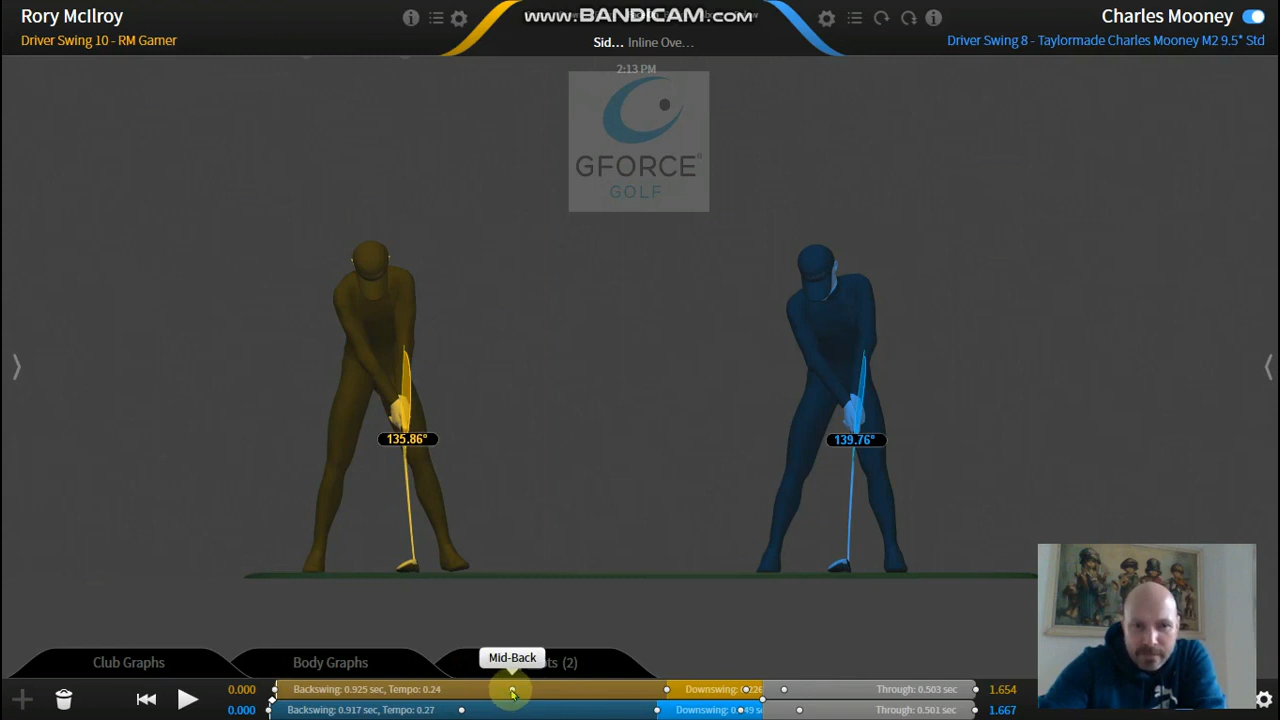 Rory McIlroy
Driver Swing 10 - RM Gamer
www.BANDICAM.com
Sid... Inline Ove...
Charles Mooney
Driver Swing 8 - Taylormade Charles Mooney M2 9.5* Std
2:13 PM
GFORCE°
GOLF
135.86°
139.76°
Mid-Back
Club Graphs
Body Graphs
(2)
0.000
Backswing: 0.925 sec, Tempo: 0.24
Downswing:
Through: 0.503 sec
1.654
0.000
Backswing: 0.917 sec, Tempo: 0.27
Downswing:
Through: 0.501 sec
1.667